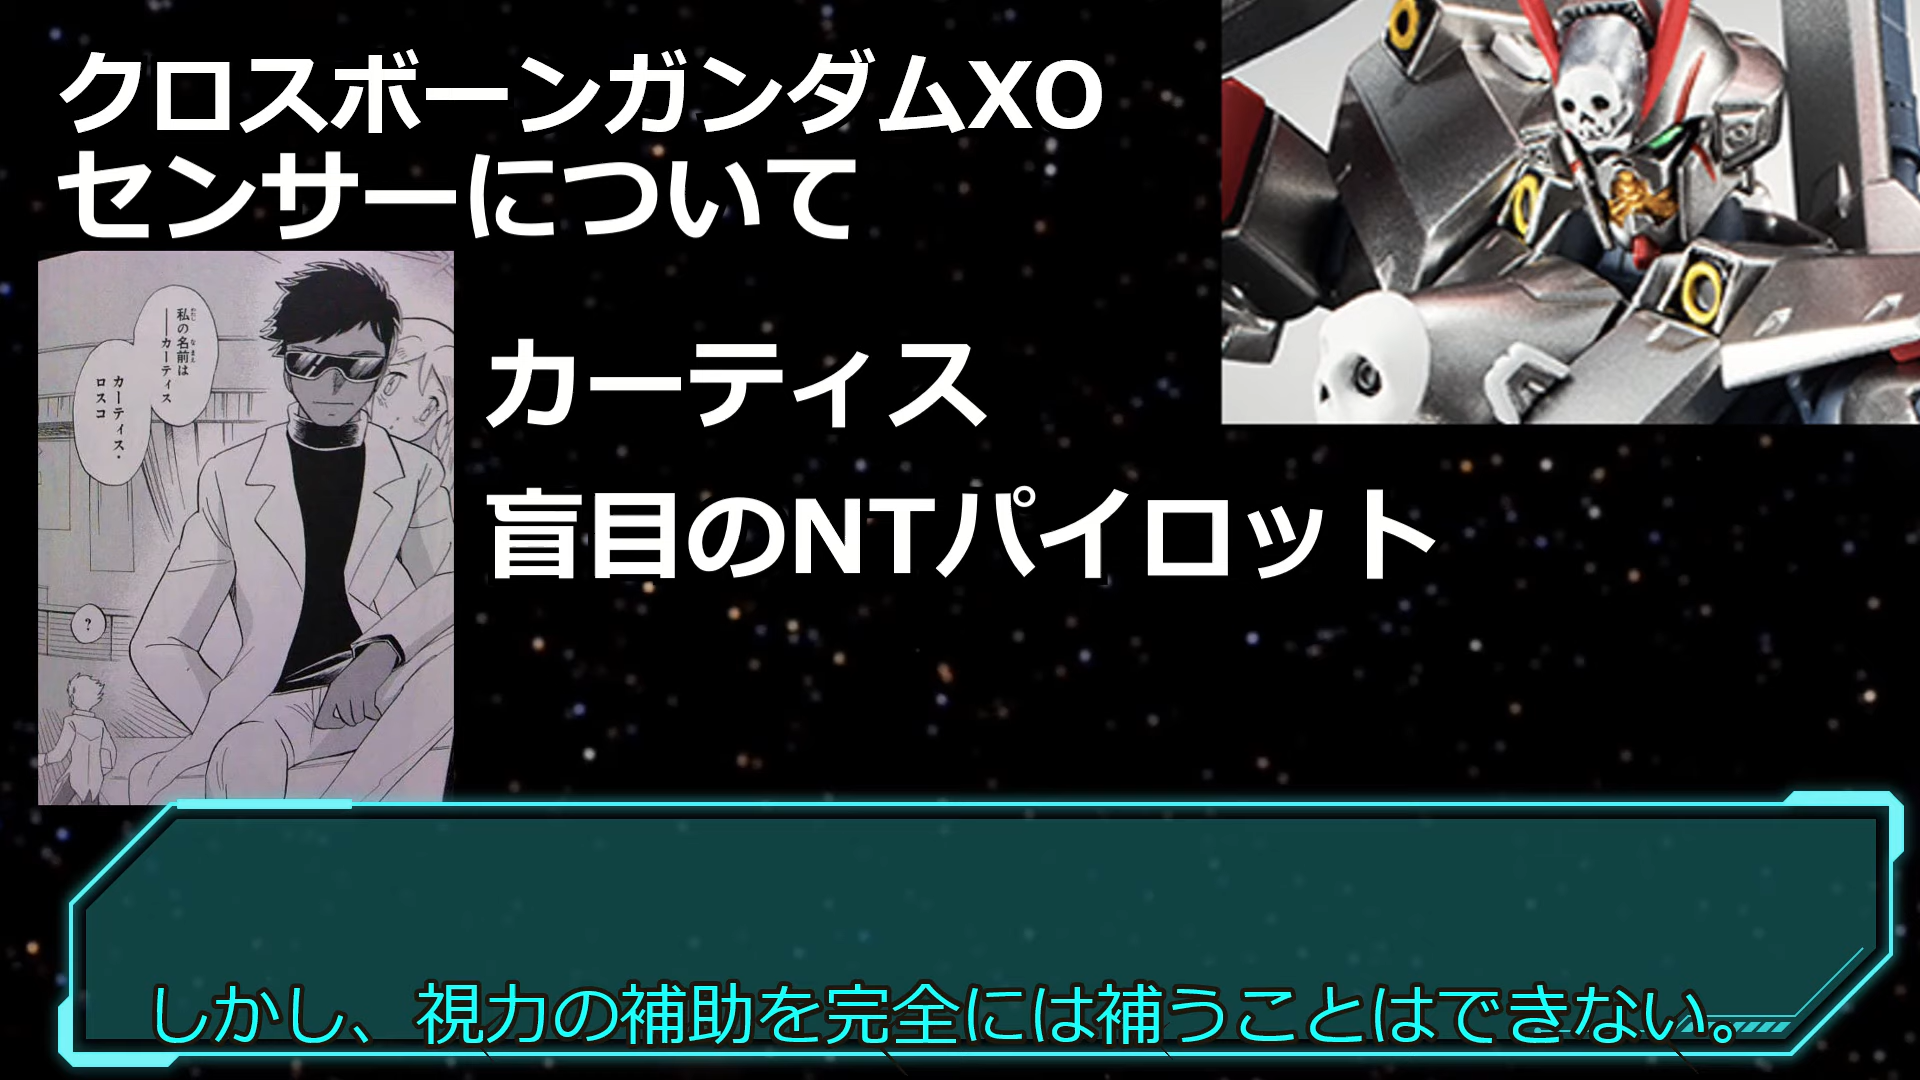 クロスボーンガンダムXO
センサーについて
私の名前は
――カーティス
カーティス・
ロスコ
カーティス
盲目のNTパイロット
?
しかし、視力の補助を完全には補うことはできない。